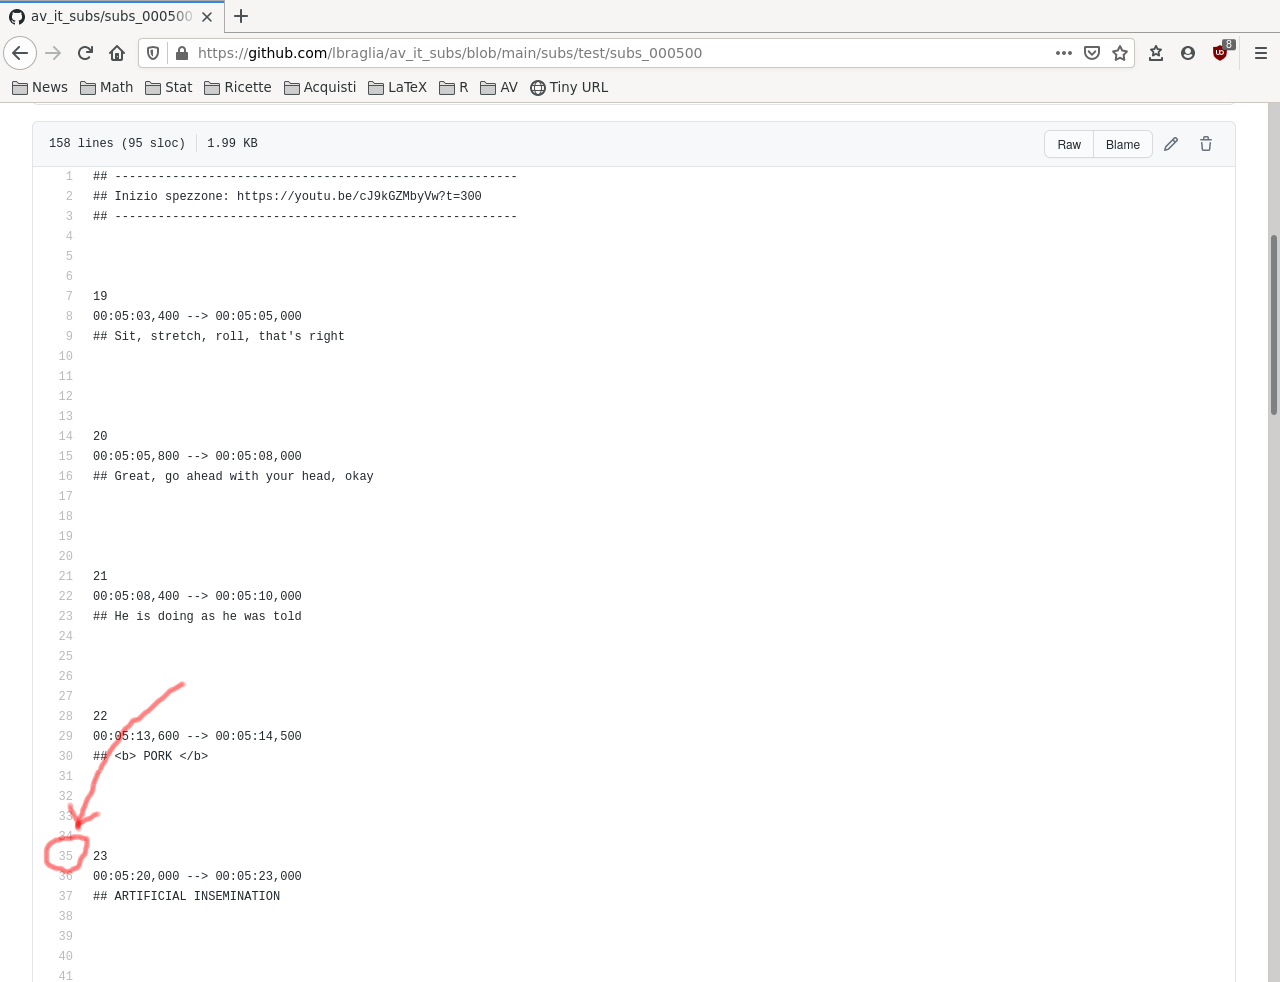 av_it_subs/subs_000500
https://github.com/lbraglia/av_it_subs/blob/main/subs/test/subs_000500
8
News Math Stat Ricette Acquisti LaTeX R AV Tiny URL
158 lines (95 sloc) 1.99 KB Raw Blame
1 ## --------------------------------------------------------
2 ## Inizio spezzone: https://youtu.be/cJ9kGZMbyVw?t=300
3 ## --------------------------------------------------------
4
5
6
7 19
8 00:05:03,400 --> 00:05:05,000
9 ## Sit, stretch, roll, that's right
10
11
12
13
14 20
15 00:05:05,800 --> 00:05:08,000
16 ## Great, go ahead with your head, okay
17
18
19
20
21 21
22 00:05:08,400 --> 00:05:10,000
23 ## He is doing as he was told
24
25
26
27
28 22
29 00:05:13,600 --> 00:05:14,500
30 ## <b> PORK </b>
31
32
33
34
35 23
36 00:05:20,000 --> 00:05:23,000
37 ## ARTIFICIAL INSEMINATION
38
39
40
41